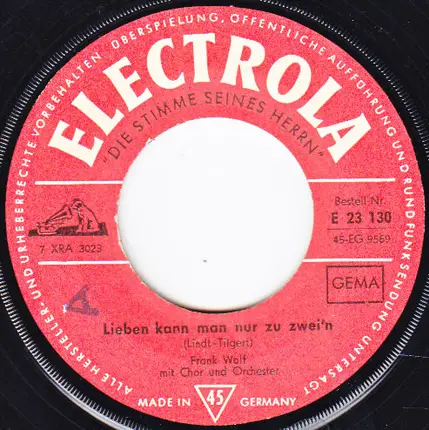 ALLE HERSTELLER- UND URHEBERRECHTE VORBEHALTEN · ÜBERSPIELUNG, ÖFFENTLICHE AUFFÜHRUNG UND RUNDFUNKSENDUNG UNTERSAGT
ELECTROLA
"DIE STIMME SEINES HERRN"
Bestell-Nr.
E 23 130
7 XRA 3023
45-EG 9569
GEMA
A
Lieben kann man nur zu zwei'n
(Lindt-Tilgert)
Frank Wolf
mit Chor und Orchester
MADE IN 45 GERMANY